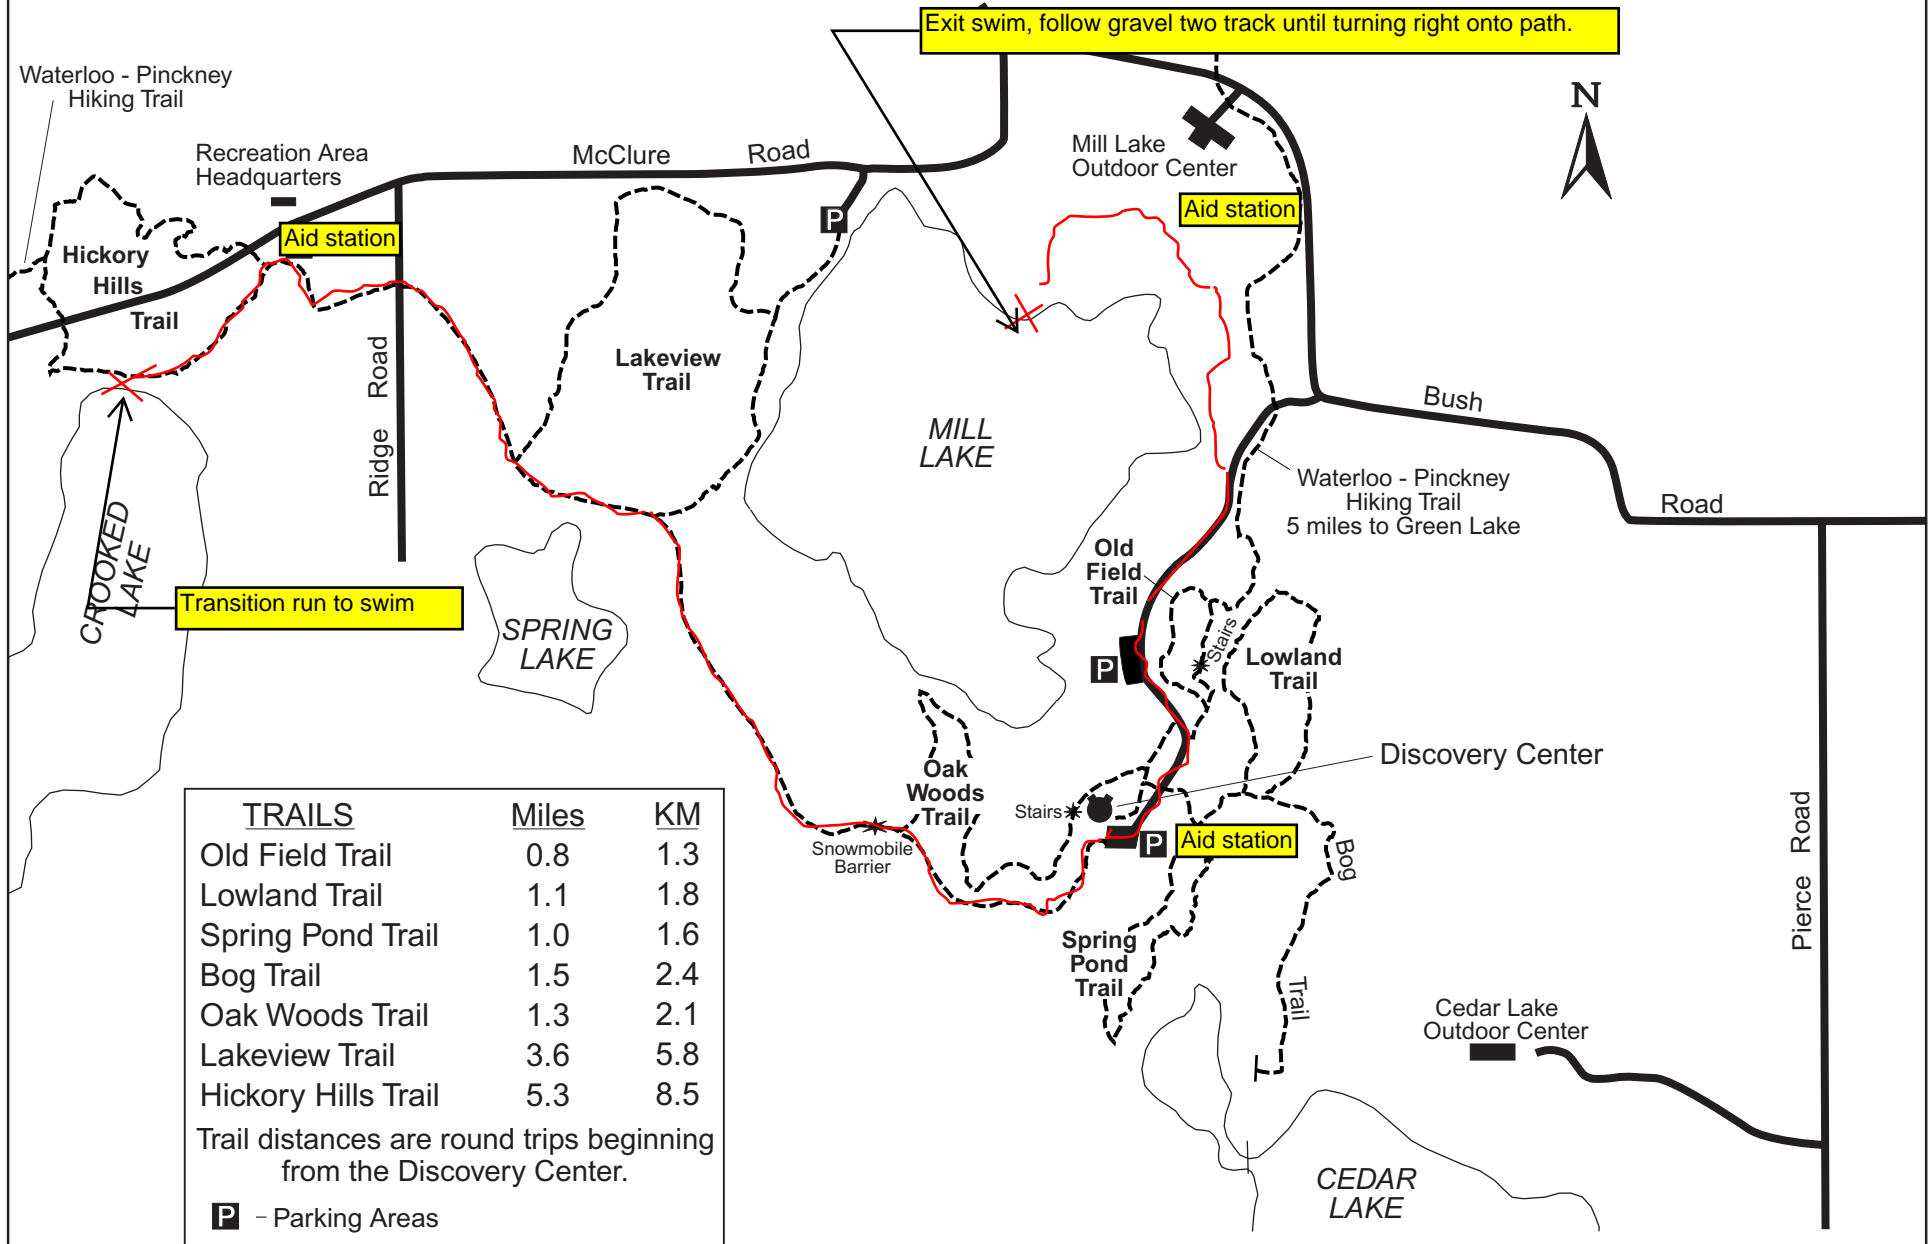 Exit swim, follow gravel two track until turning right onto path.
Waterloo - Pinckney
Hiking Trail
N
Recreation Area
Headquarters
McClure Road
Mill Lake
Outdoor Center
Aid station
P
Aid station
Hickory
Hills
Trail
Ridge Road
Lakeview
Trail
MILL
LAKE
Bush
Road
Waterloo - Pinckney
Hiking Trail
5 miles to Green Lake
CROOKED
LAKE
Transition run to swim
SPRING
LAKE
Old
Field
Trail
Stairs
P
Lowland
Trail
Discovery Center
Oak
Woods
Trail
Stairs
Snowmobile
Barrier
P
Aid station
Bog
Trail
Pierce Road
Spring
Pond
Trail
Cedar Lake
Outdoor Center
CEDAR
LAKE
TRAILS Miles KM
Old Field Trail 0.8 1.3
Lowland Trail 1.1 1.8
Spring Pond Trail 1.0 1.6
Bog Trail 1.5 2.4
Oak Woods Trail 1.3 2.1
Lakeview Trail 3.6 5.8
Hickory Hills Trail 5.3 8.5
Trail distances are round trips beginning
from the Discovery Center.
P - Parking Areas